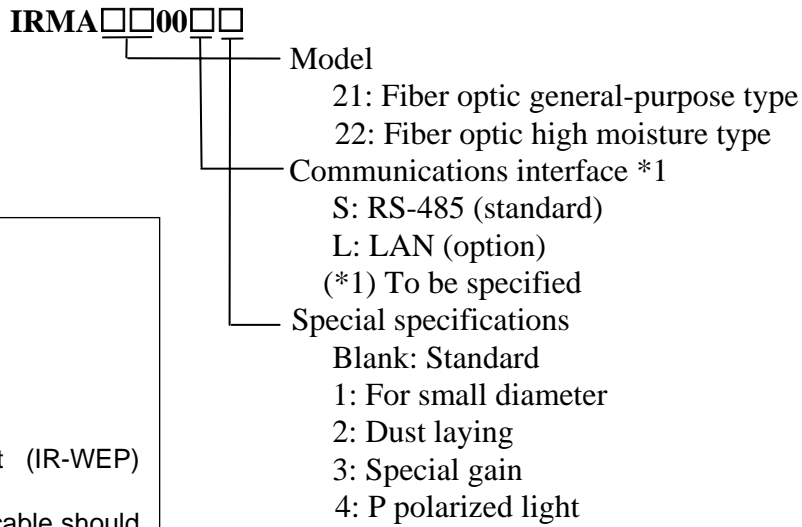 IRMA□□00□□
Model
21: Fiber optic general-purpose type
22: Fiber optic high moisture type
Communications interface *1
S: RS-485 (standard)
L: LAN (option)
(*1) To be specified
Special specifications
Blank: Standard
1: For small diameter
2: Dust laying
3: Special gain
4: P polarized light
(IR-WEP)
cable should